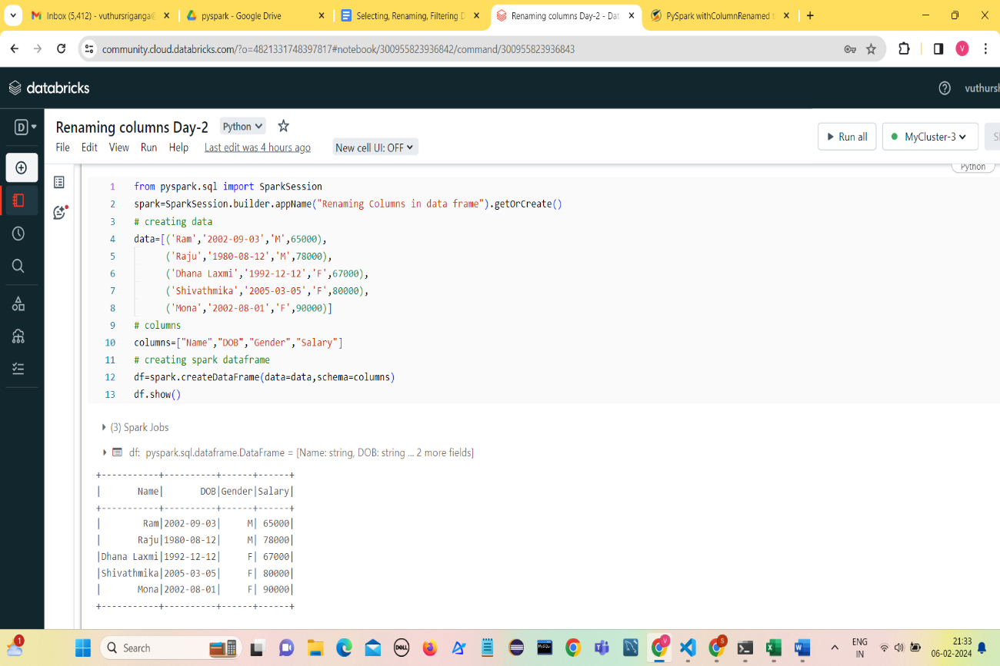 Inbox (5,412) - vuthursriganga@
pyspark - Google Drive
Selecting, Renaming, Filtering D
Renaming columns Day-2 - Dat
PySpark withColumnRenamed t
community.cloud.databricks.com/?o=4821331748397817#notebook/300955823936842/command/300955823936843
V
databricks
vuthursh
D
Renaming columns Day-2
Python
File Edit View Run Help Last edit was 4 hours ago New cell UI: OFF
Run all
MyCluster-3
Python
1 from pyspark.sql import SparkSession
2 spark=SparkSession.builder.appName("Renaming Columns in data frame").getOrCreate()
3 # creating data
4 data=[('Ram','2002-09-03','M',65000),
5 ('Raju','1980-08-12','M',78000),
6 ('Dhana Laxmi','1992-12-12','F',67000),
7 ('Shivathmika','2005-03-05','F',80000),
8 ('Mona','2002-08-01','F',90000)]
9 # columns
10 columns=["Name","DOB","Gender","Salary"]
11 # creating spark dataframe
12 df=spark.createDataFrame(data=data,schema=columns)
13 df.show()
(3) Spark Jobs
df: pyspark.sql.dataframe.DataFrame = [Name: string, DOB: string ... 2 more fields]
+-----------+----------+------+------+
|       Name|       DOB|Gender|Salary|
+-----------+----------+------+------+
|        Ram|2002-09-03|     M| 65000|
|       Raju|1980-08-12|     M| 78000|
|Dhana Laxmi|1992-12-12|     F| 67000|
|Shivathmika|2005-03-05|     F| 80000|
|       Mona|2002-08-01|     F| 90000|
+-----------+----------+------+------+
1
Search
DELL
ENG
IN
21:33
06-02-2024